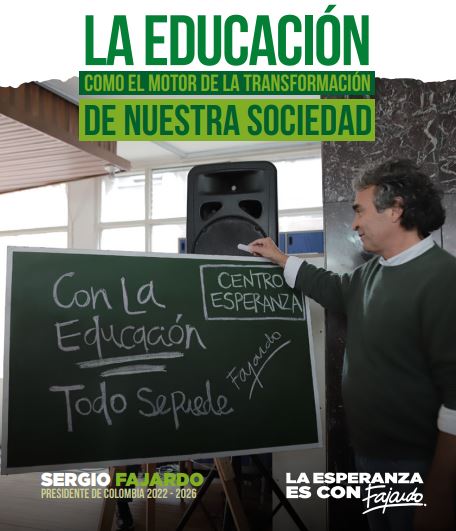 LA EDUCACIÓN
COMO EL MOTOR DE LA TRANSFORMACIÓN
DE NUESTRA SOCIEDAD
CENTRO
ESPERANZA
Con La
Educación
Todo Se puede
Fajardo
SERGIO FAJARDO
PRESIDENTE DE COLOMBIA 2022 - 2026
LA ESPERANZA
ES CON Fajardo.